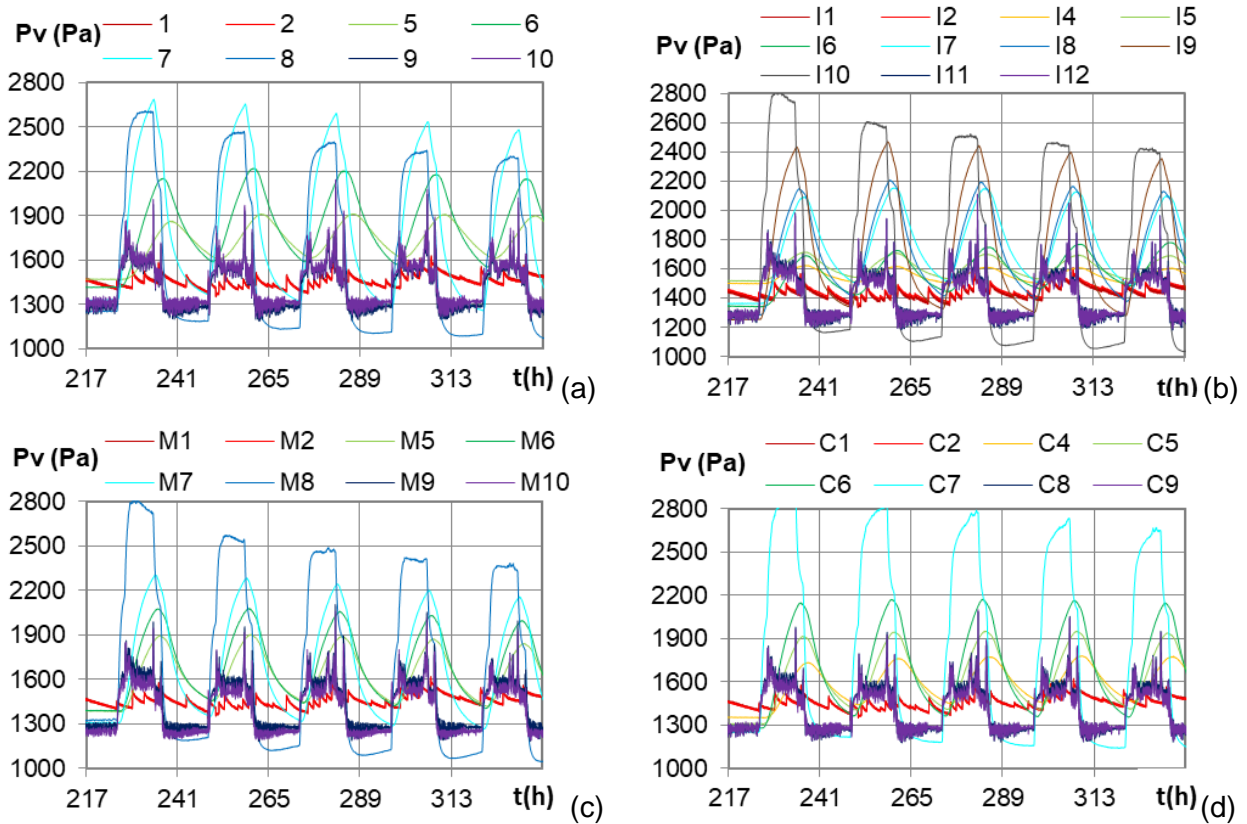 1 2 5 6
Pv (Pa)
7 8 9 10
2800
2500
2200
1900
1600
1300
1000
217 241 265 289 313 t(h) (a)
I1 I2 I4 I5
Pv (Pa)
I6 I7 I8 I9
I10 I11 I12
2800
2600
2400
2200
2000
1800
1600
1400
1200
1000
217 241 265 289 313 t(h) (b)
M1 M2 M5 M6
Pv (Pa)
M7 M8 M9 M10
2800
2500
2200
1900
1600
1300
1000
217 241 265 289 313 t(h) (c)
C1 C2 C4 C5
Pv (Pa)
C6 C7 C8 C9
2800
2500
2200
1900
1600
1300
1000
217 241 265 289 313 t(h) (d)